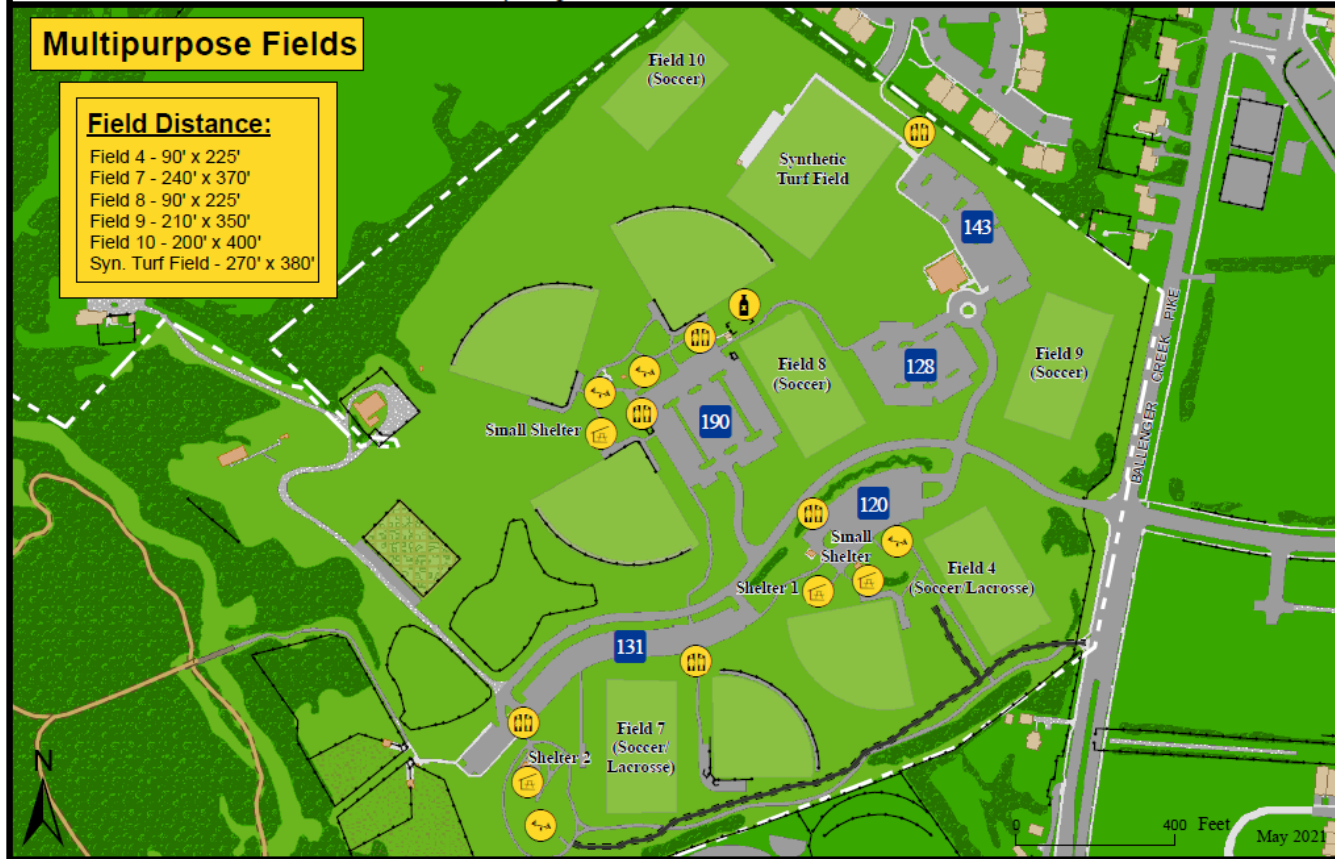 Multipurpose Fields
Field Distance:
Field 4 - 90' x 225'
Field 7 - 240' x 370'
Field 8 - 90' x 225'
Field 9 - 210' x 350'
Field 10 - 200' x 400'
Syn. Turf Field - 270' x 380'
Field 10
(Soccer)
Synthetic
Turf Field
143
Field 9
(Soccer)
128
Field 8
(Soccer)
190
Small Shelter
BALLENGER CREEK PIKE
120
Small
Shelter
Shelter 1
Field 4
(Soccer/Lacrosse)
131
Field 7
(Soccer/
Lacrosse)
Shelter 2
N
0 400 Feet
May 2021